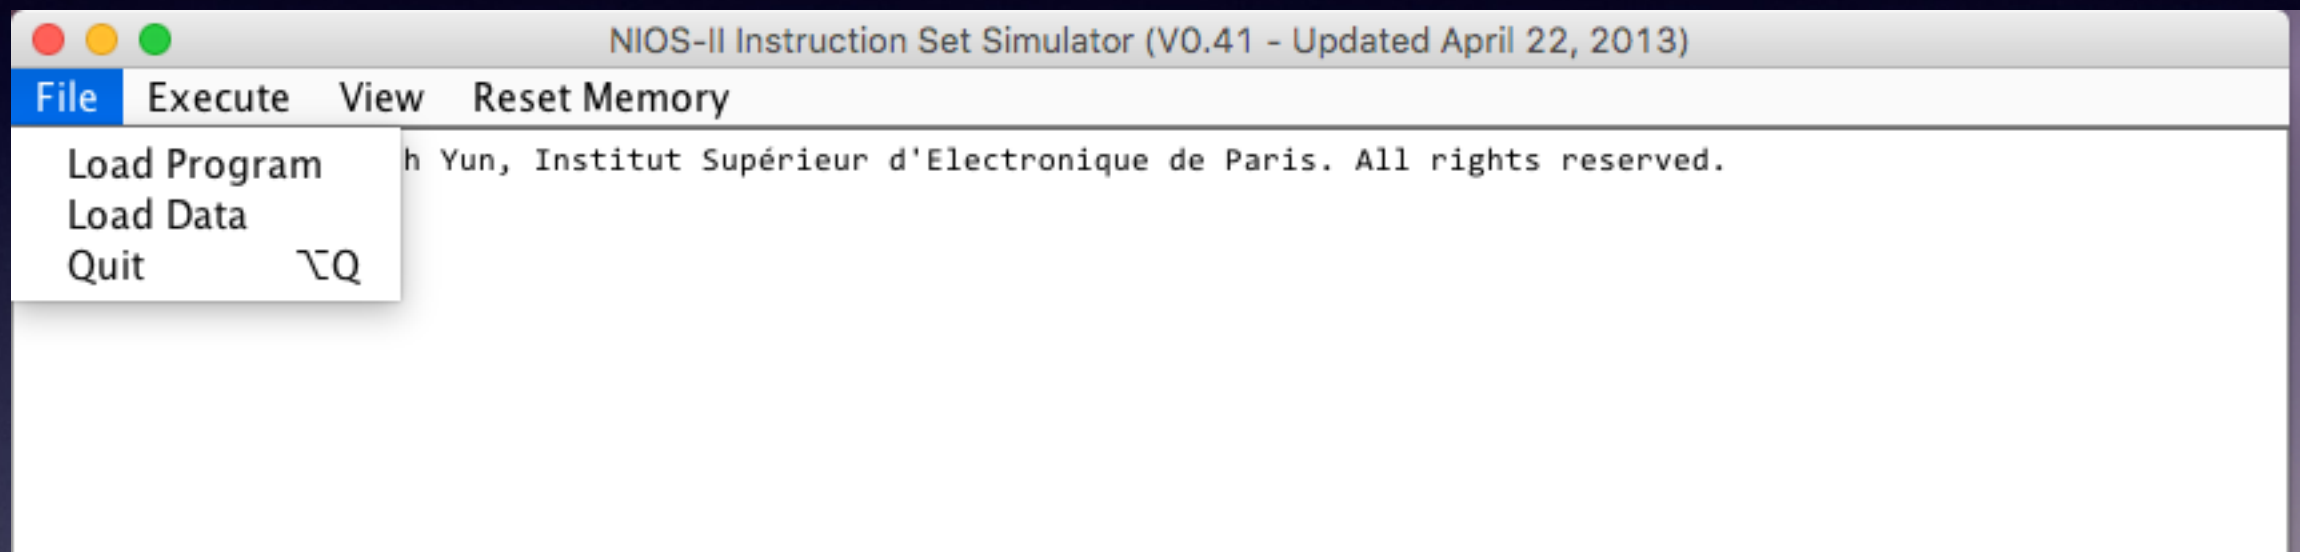 NIOS-II Instruction Set Simulator (V0.41 - Updated April 22, 2013)
File Execute View Reset Memory
Load Program
h Yun, Institut Supérieur d'Electronique de Paris. All rights reserved.
Load Data
Quit ⌥Q